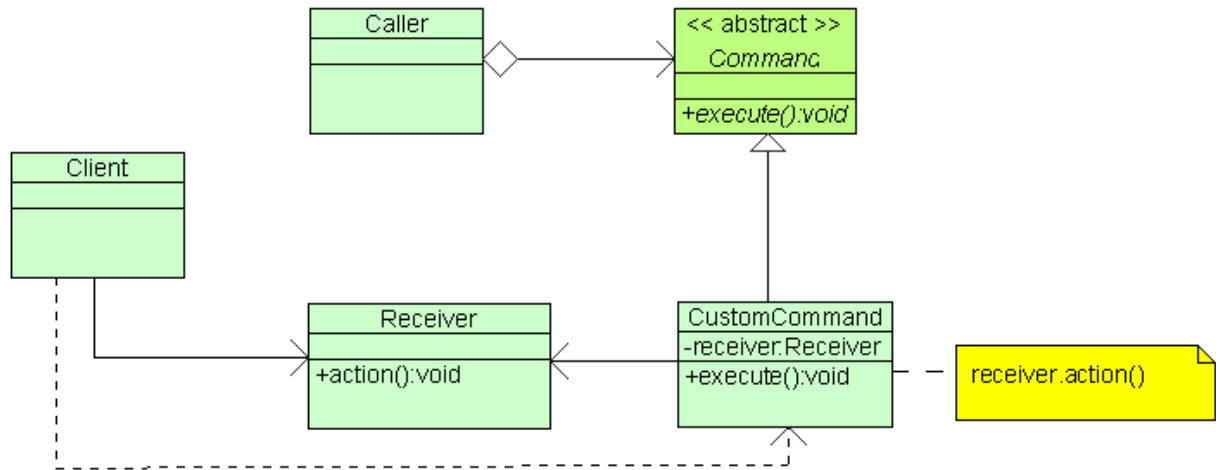 Caller
<< abstract >>
Commanc
+execute():void
Client
Receiver
+action():void
CustomCommand
-receiver:Receiver
+execute():void
receiver.action()